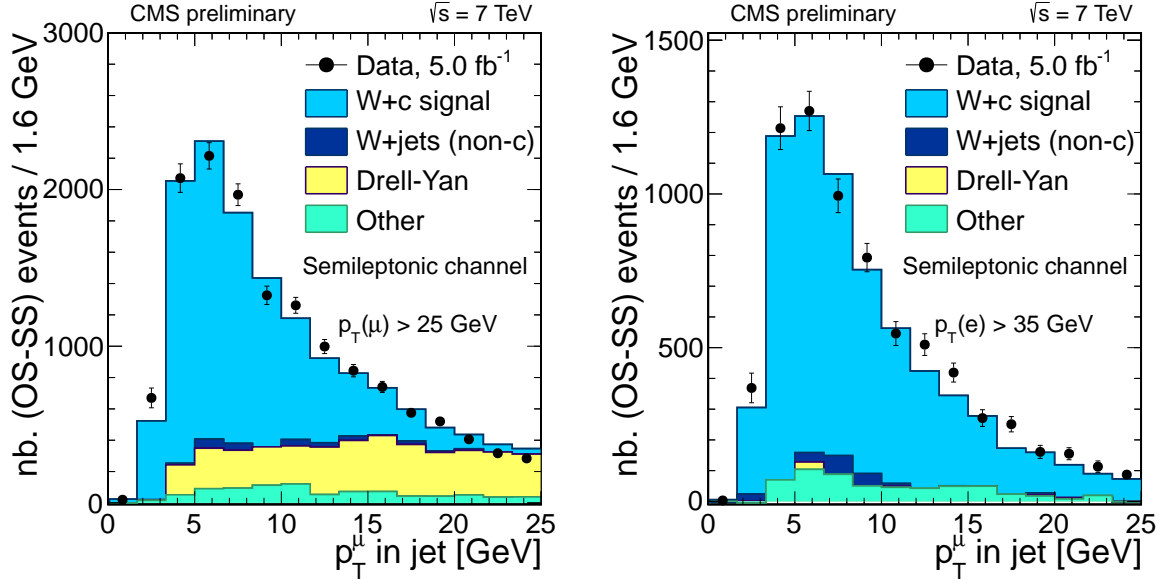 CMS preliminary √s = 7 TeV
nb. (OS-SS) events / 1.6 GeV
3000
2000
1000
0
Data, 5.0 fb⁻¹
W+c signal
W+jets (non-c)
Drell-Yan
Other
Semileptonic channel
p_T(μ) > 25 GeV
0 5 10 15 20 25
p_T^μ in jet [GeV]
CMS preliminary √s = 7 TeV
nb. (OS-SS) events / 1.6 GeV
1500
1000
500
0
Data, 5.0 fb⁻¹
W+c signal
W+jets (non-c)
Drell-Yan
Other
Semileptonic channel
p_T(e) > 35 GeV
0 5 10 15 20 25
p_T^μ in jet [GeV]